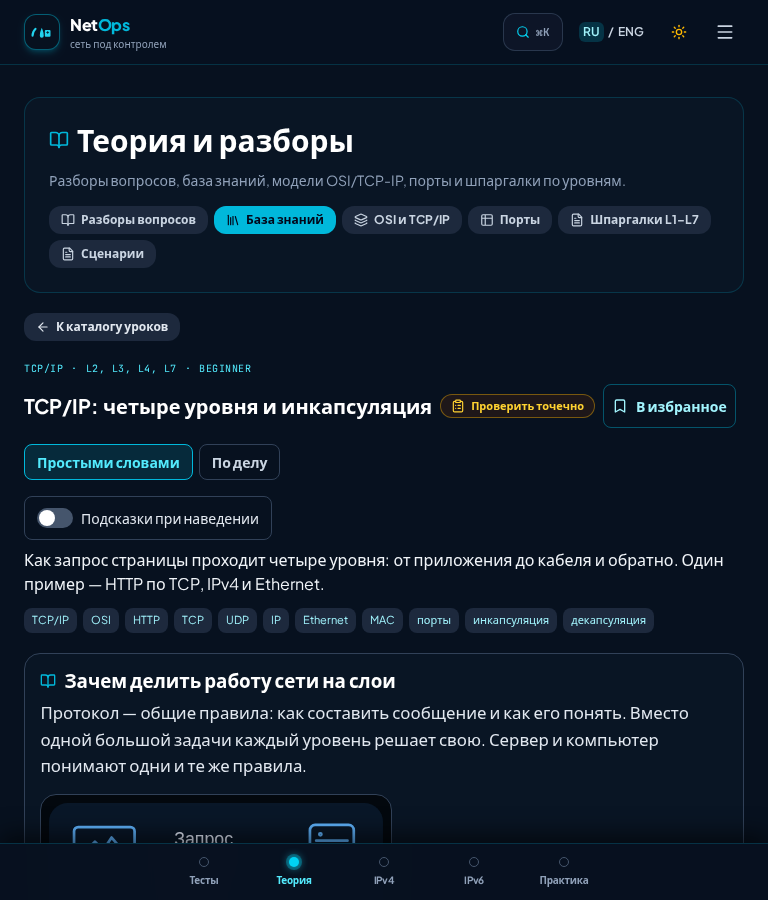 NetOps
сеть под контролем
⌘K
RU / ENG
Теория и разборы
Разборы вопросов, база знаний, модели OSI/TCP-IP, порты и шпаргалки по уровням.
Разборы вопросов
База знаний
OSI и TCP/IP
Порты
Шпаргалки L1–L7
Сценарии
К каталогу уроков
TCP/IP · L2, L3, L4, L7 · BEGINNER
TCP/IP: четыре уровня и инкапсуляция
Проверить точечно
В избранное
Простыми словами
По делу
Подсказки при наведении
Как запрос страницы проходит четыре уровня: от приложения до кабеля и обратно. Один
пример — HTTP по TCP, IPv4 и Ethernet.
TCP/IP
OSI
HTTP
TCP
UDP
IP
Ethernet
MAC
порты
инкапсуляция
декапсуляция
Зачем делить работу сети на слои
Протокол — общие правила: как составить сообщение и как его понять. Вместо
одной большой задачи каждый уровень решает свою. Сервер и компьютер
понимают одни и те же правила.
Запрос
Тесты
Теория
IPv4
IPv6
Практика